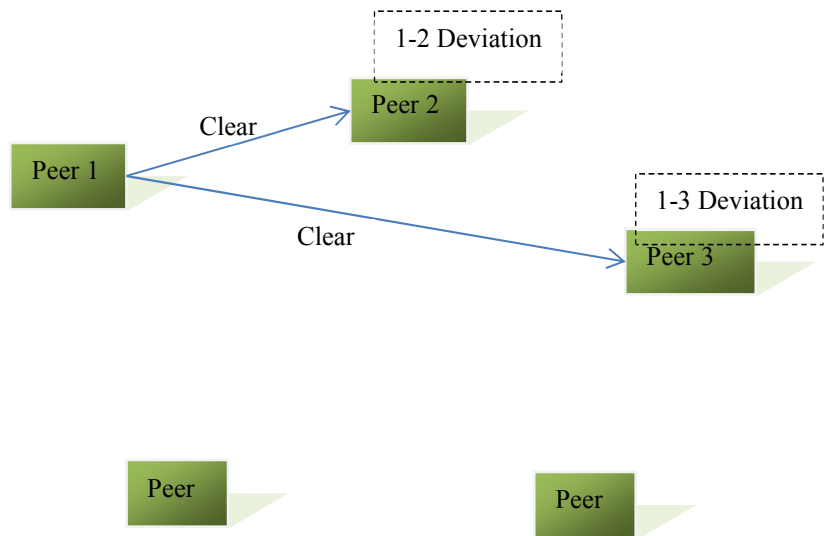 1-2 Deviation
Peer 2
Clear
Peer 1
1-3 Deviation
Clear
Peer 3
Peer
Peer